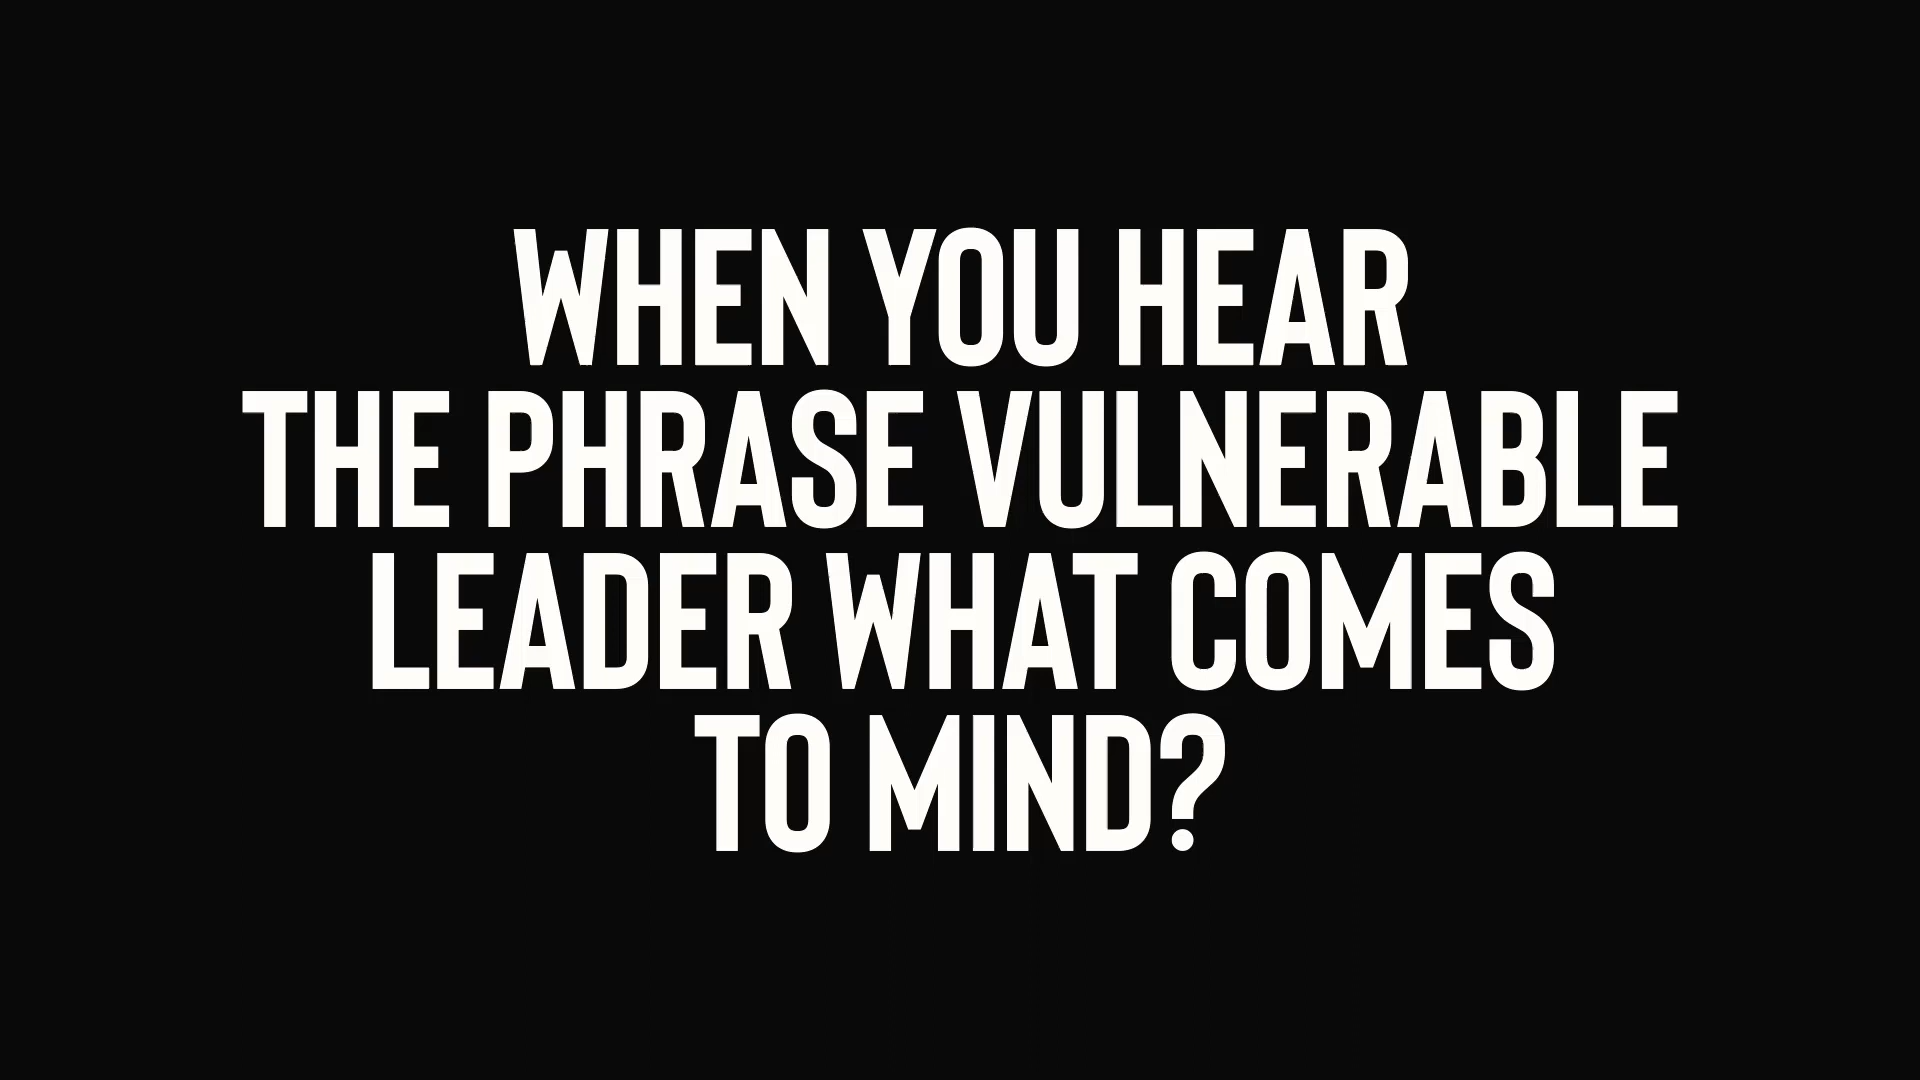 WHEN YOU HEAR
THE PHRASE VULNERABLE
LEADER WHAT COMES
TO MIND?